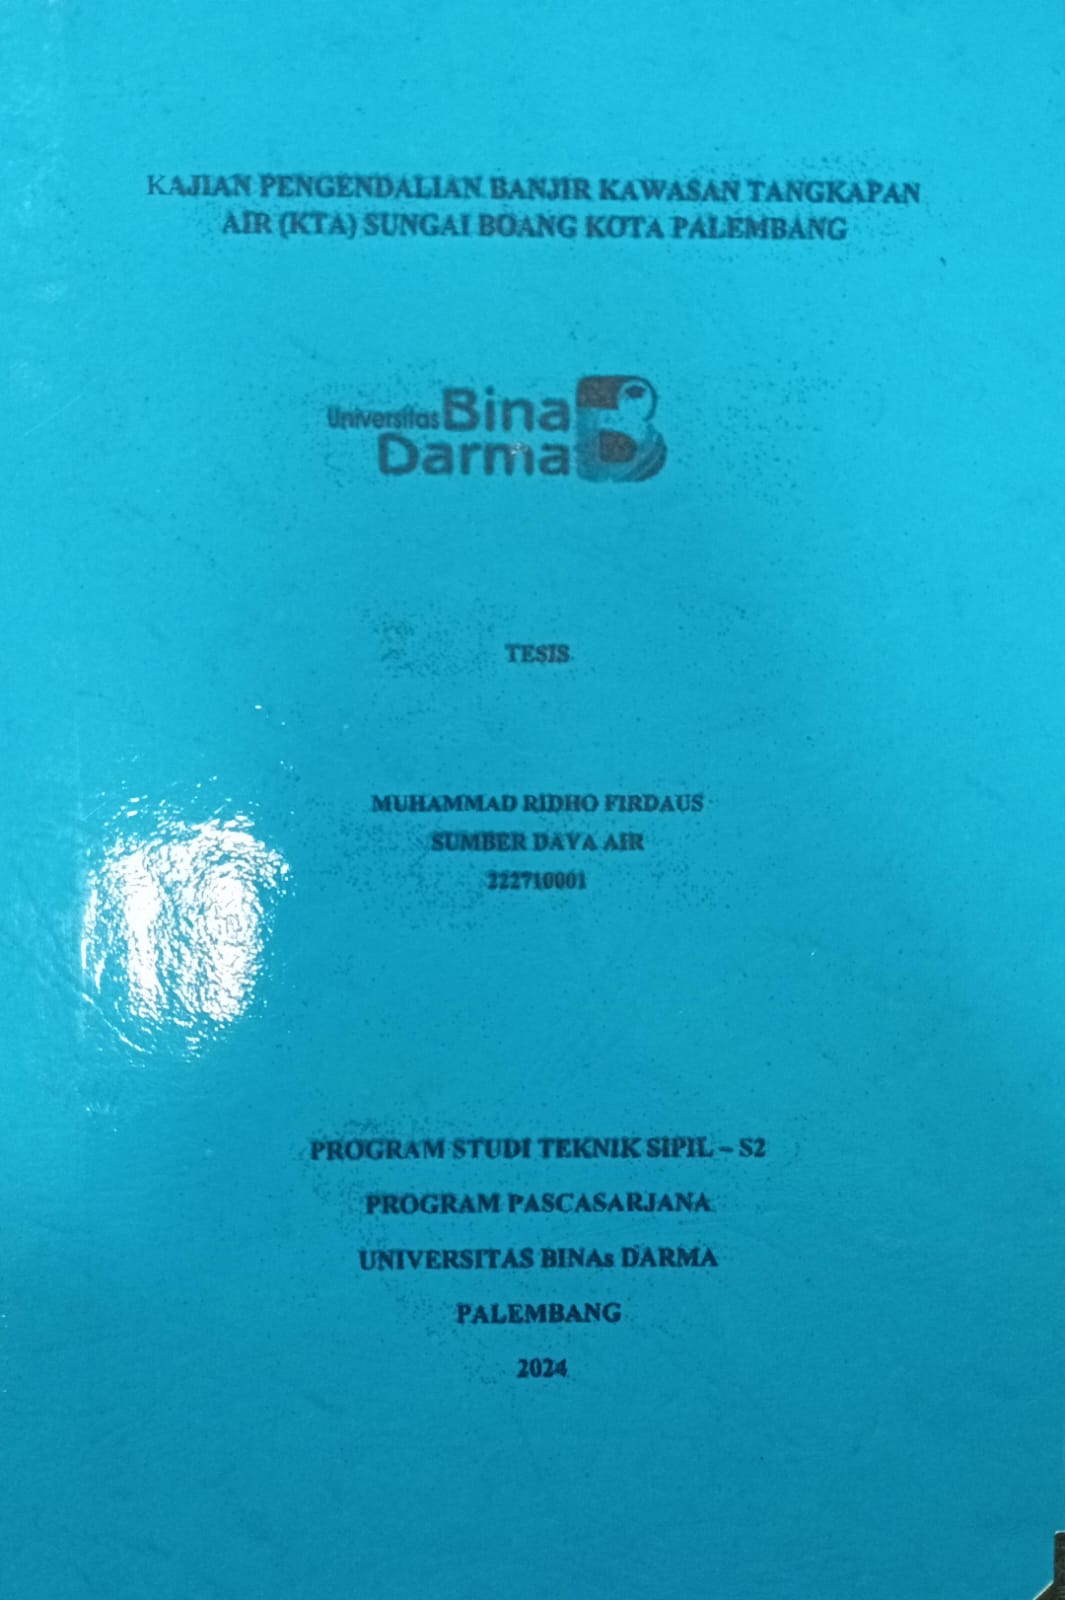 KAJIAN PENGENDALIAN BANJIR KAWASAN TANGKAPAN
AIR (KTA) SUNGAI BOANG KOTA PALEMBANG
Universitas Bina
Darma
TESIS
MUHAMMAD RIDHO FIRDAUS
SUMBER DAYA AIR
222710001
PROGRAM STUDI TEKNIK SIPIL – S2
PROGRAM PASCASARJANA
UNIVERSITAS BINAs DARMA
PALEMBANG
2024